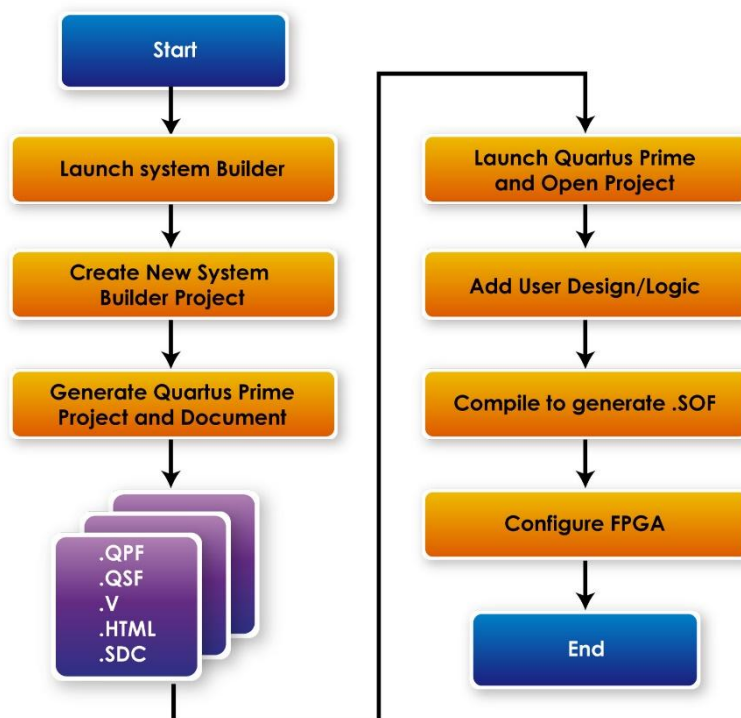 Start
Launch system Builder
Create New System
Builder Project
Generate Quartus Prime
Project and Document
.QPF
.QSF
.V
.HTML
.SDC
Launch Quartus Prime
and Open Project
Add User Design/Logic
Compile to generate .SOF
Configure FPGA
End